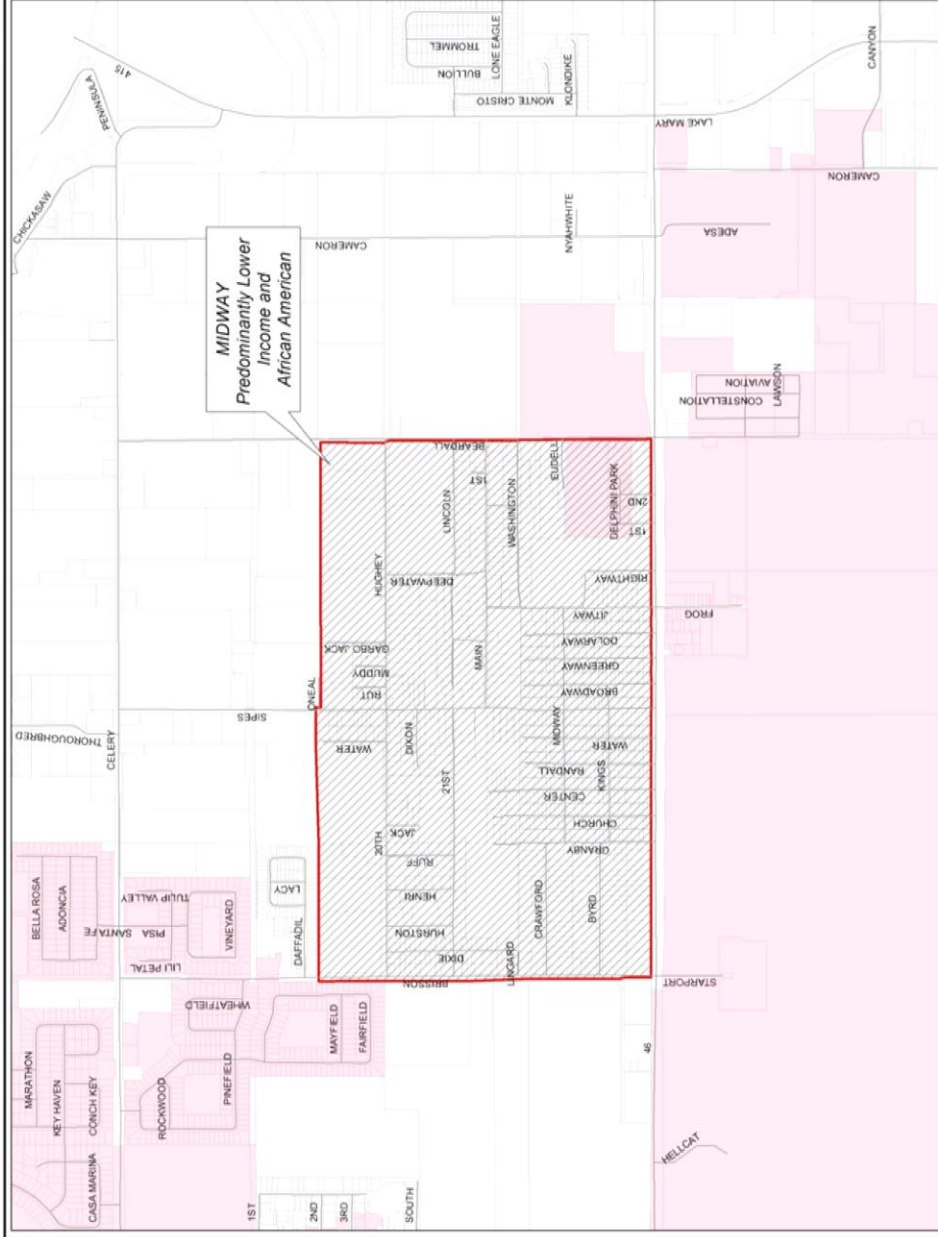 CHICKASAW
PENINSULA
415
THOROUGHBRED
CELERY
BELLA ROSA
ADONCIA
TULIP VALLEY
SANTA FE
PISA
LILI PETAL
VINEYARD
LACY
DAFFADIL
MARATHON
KEY HAVEN
CONCH KEY
CASA MARINA
ROCKWOOD
PINEFIELD
WHEATFIELD
MAYFIELD
FAIRFIELD
1ST
2ND
3RD
SOUTH
SIPES
ONEAL
MIDWAY
Predominantly Lower
Income and
African American
CAMERON
BULLION
TROMMEL
LONE EAGLE
MONTE CRISTO
KLONDIKE
NYAHWHITE
LAKE MARY
CANYON
CAMERON
ADESA
BRISSON
20TH
WATER
RUT
MUDDY
GARBO JACK
HUGHEY
DIXON
JACK
RUFF
HENRI
HURSTON
DIXIE
21ST
MAIN
DEEPWATER
LINCOLN
1ST
BEARDALL
WASHINGTON
LINGARD
CRAWFORD
BYRD
GRANBY
CHURCH
CENTER
RANDALL
KINGS
WATER
MIDWAY
BROADWAY
GREENWAY
DOLARWAY
JITWAY
RIGHTWAY
EUDELL
DELPHINI PARK
1ST
2ND
46
STARPORT
HELLCAT
FROG
CONSTELLATION
AVIATION
LAWSON